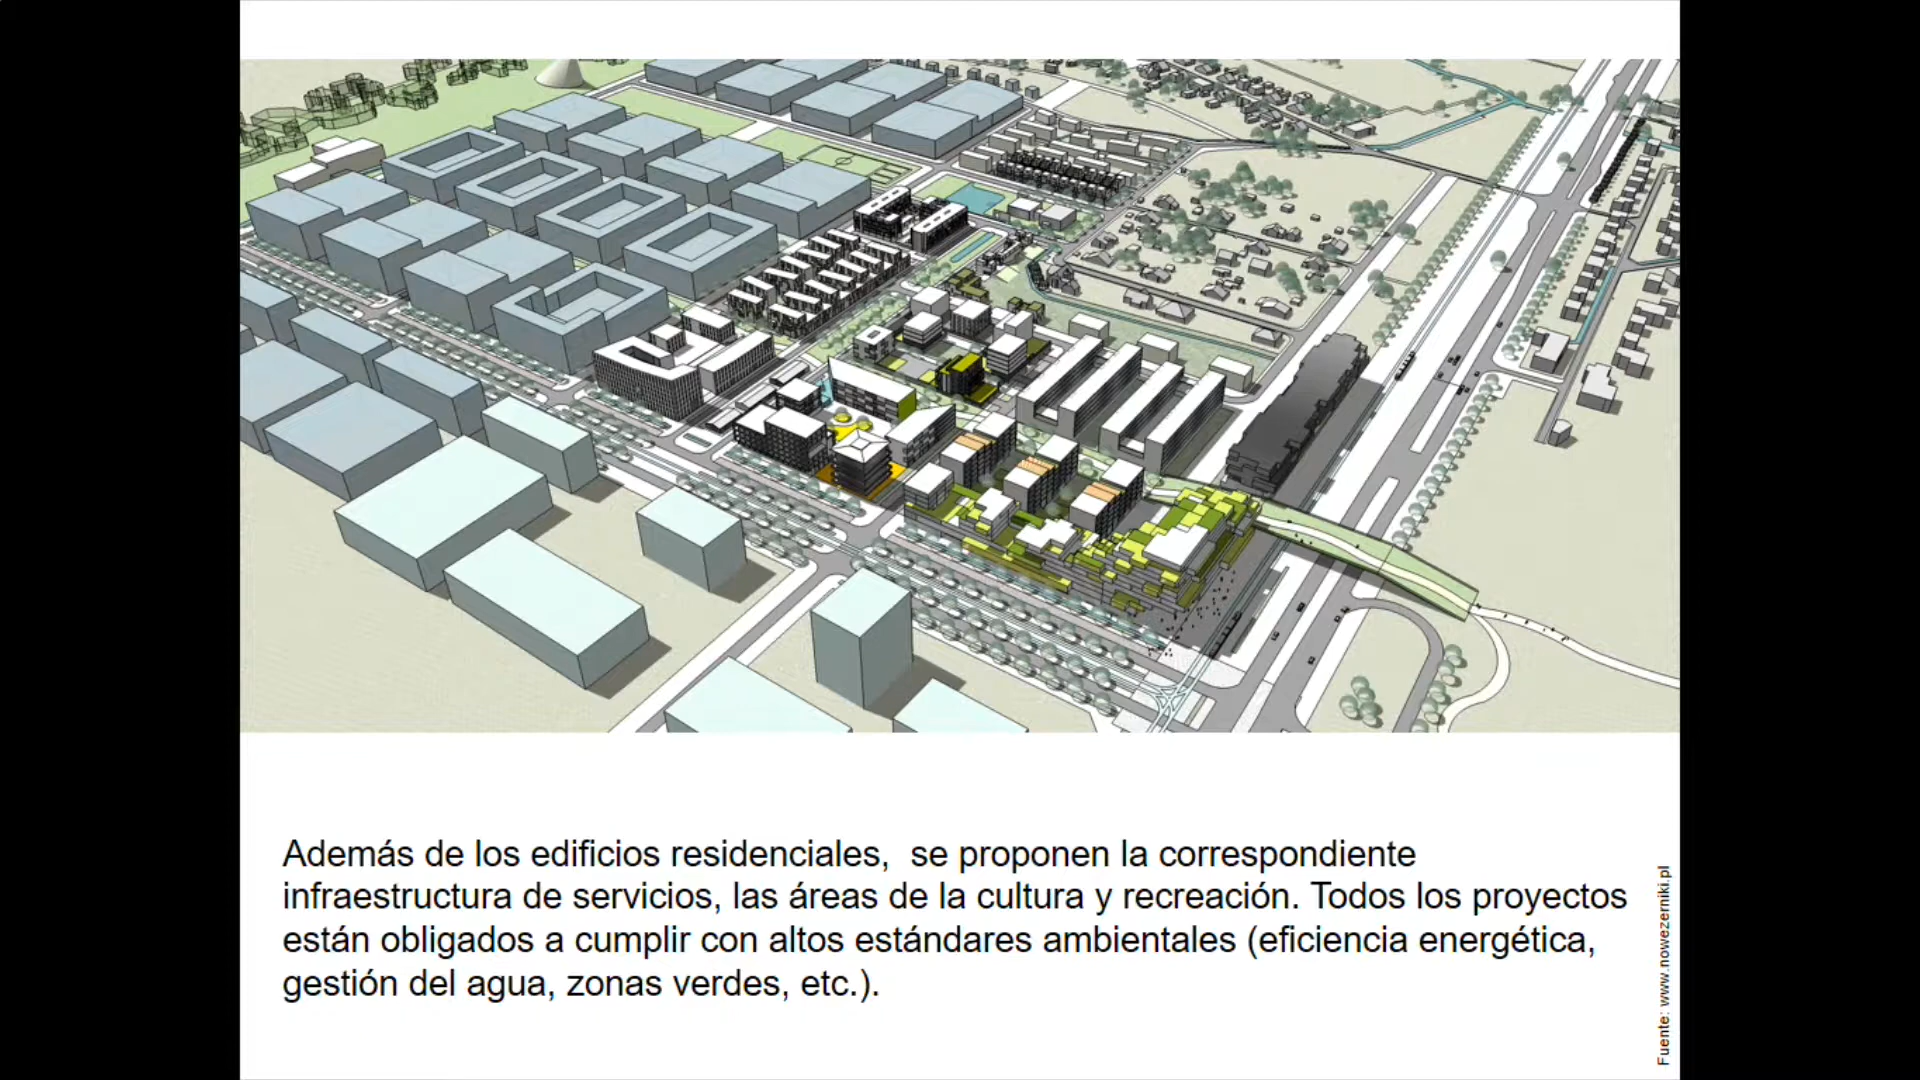 Además de los edificios residenciales,  se proponen la correspondiente
infraestructura de servicios, las áreas de la cultura y recreación. Todos los proyectos
están obligados a cumplir con altos estándares ambientales (eficiencia energética,
gestión del agua, zonas verdes, etc.).
Fuente: www.nowezerniki.pl